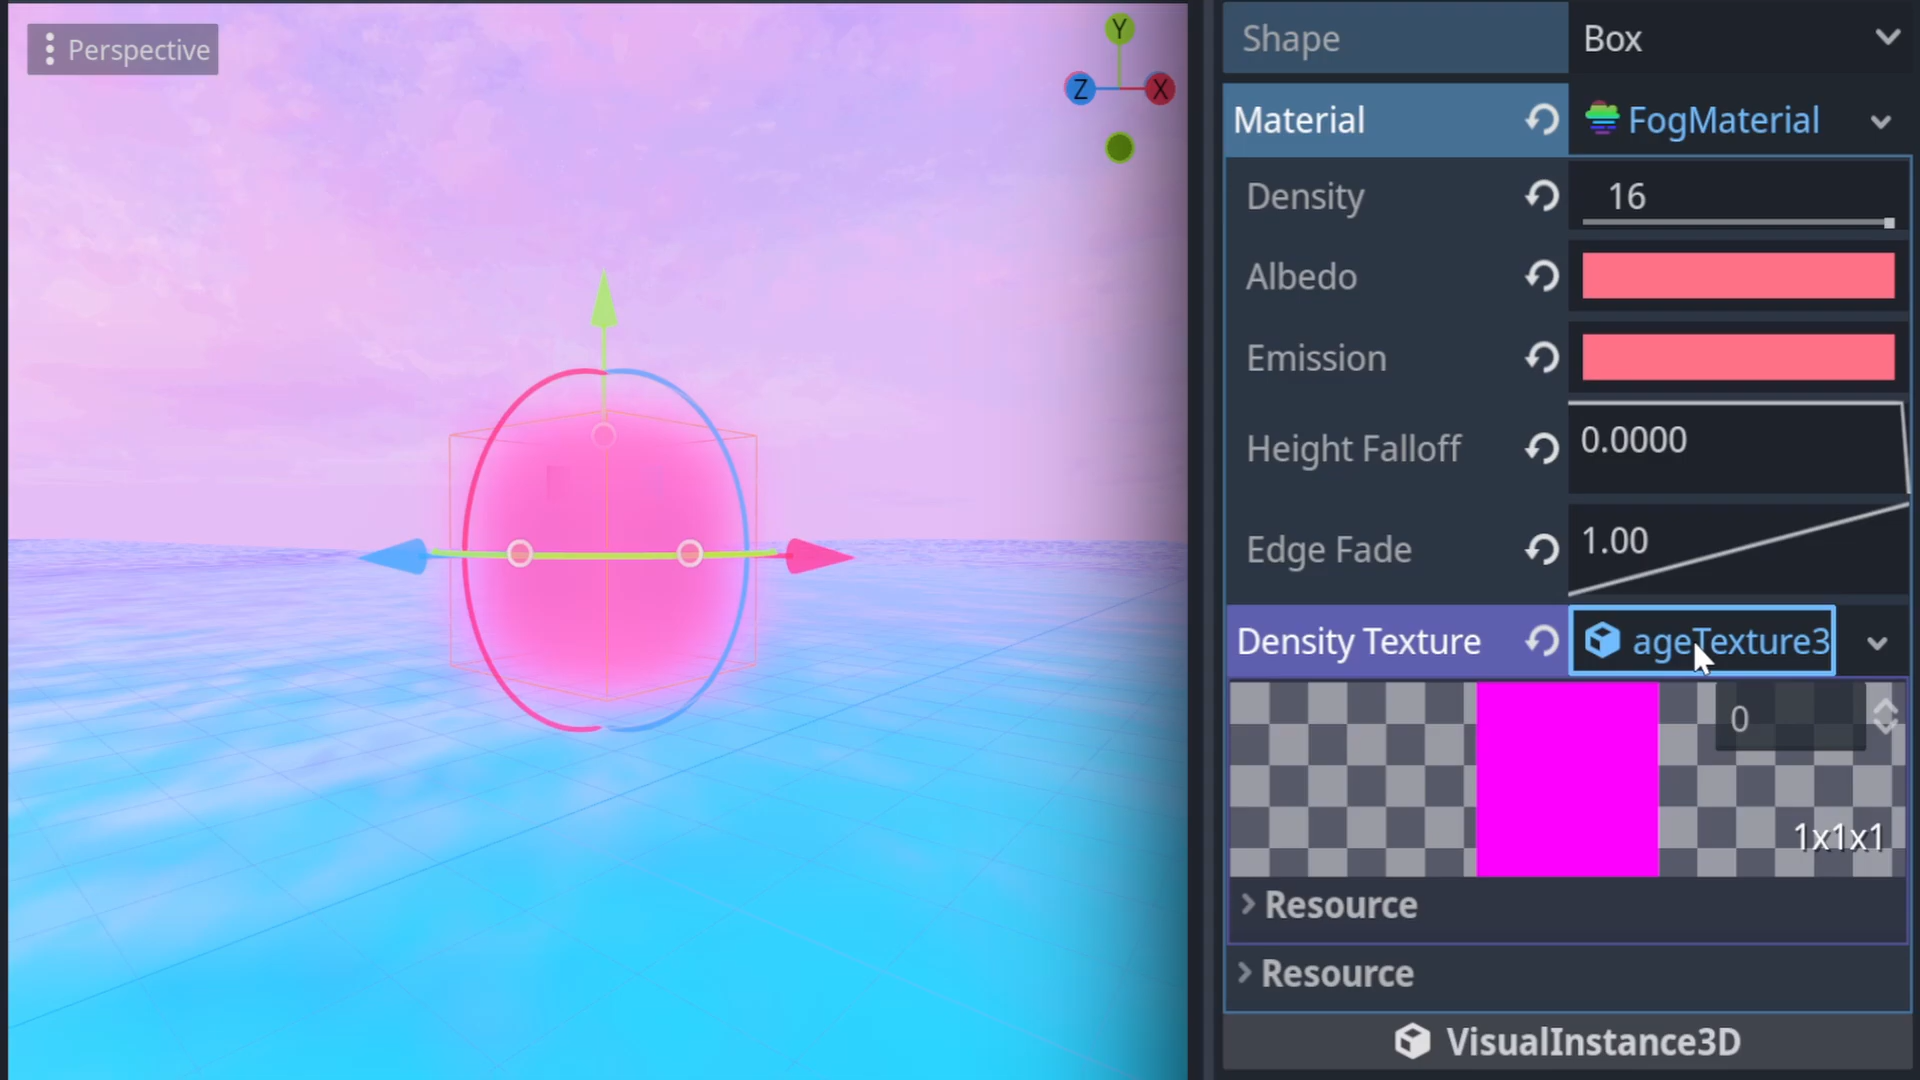 Perspective
Y
Z
X
Shape
Box
Material
FogMaterial
Density
16
Albedo
Emission
Height Falloff
0.0000
Edge Fade
1.00
Density Texture
ageTexture3
0
1x1x1
Resource
Resource
VisualInstance3D